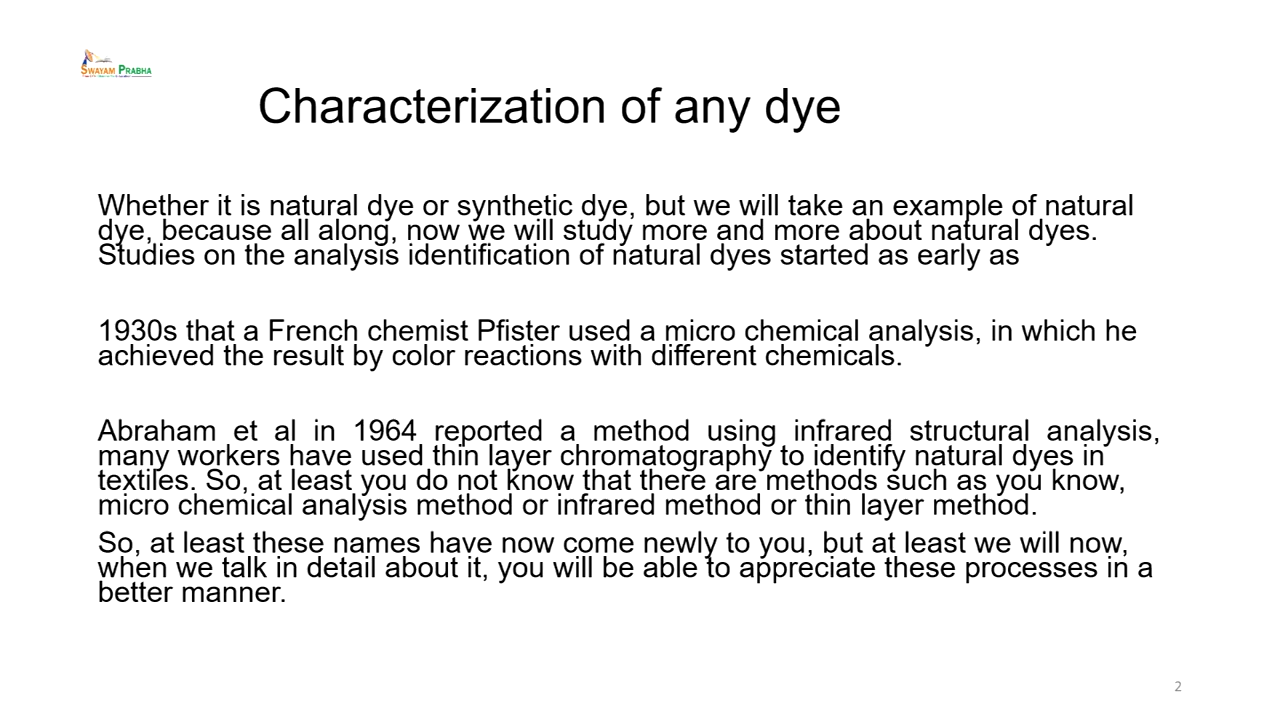 SWAYAM PRABHA
Characterization of any dye
Whether it is natural dye or synthetic dye, but we will take an example of natural
dye, because all along, now we will study more and more about natural dyes.
Studies on the analysis identification of natural dyes started as early as
1930s that a French chemist Pfister used a micro chemical analysis, in which he
achieved the result by color reactions with different chemicals.
Abraham et al in 1964 reported a method using infrared structural analysis,
many workers have used thin layer chromatography to identify natural dyes in
textiles. So, at least you do not know that there are methods such as you know,
micro chemical analysis method or infrared method or thin layer method.
So, at least these names have now come newly to you, but at least we will now,
when we talk in detail about it, you will be able to appreciate these processes in a
better manner.
2